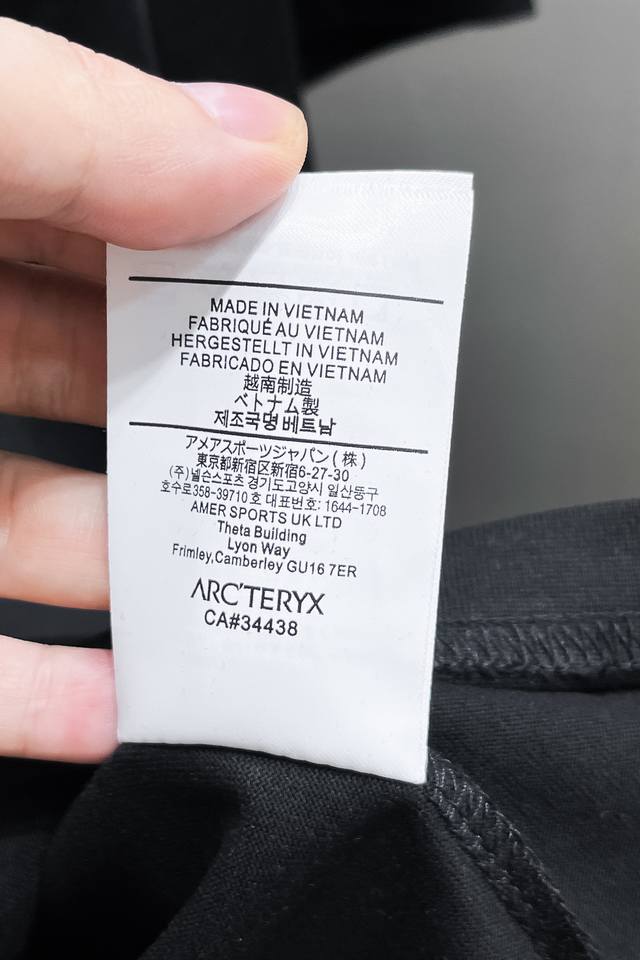 MADE IN VIETNAM
FABRIQUÉ AU VIETNAM
HERGESTELLT IN VIETNAM
FABRICADO EN VIETNAM
越南制造
ベトナム製
제조국명 베트남
アメアスポーツジャパン(株)
東京都新宿区新宿6-27-30
(주)넬슨스포츠 경기도고양시 일산동구
호수로358-39710호 대표번호: 1644-1708
AMER SPORTS UK LTD
Theta Building
Lyon Way
Frimley,Camberley GU16 7ER
ARC'TERYX
CA#34438